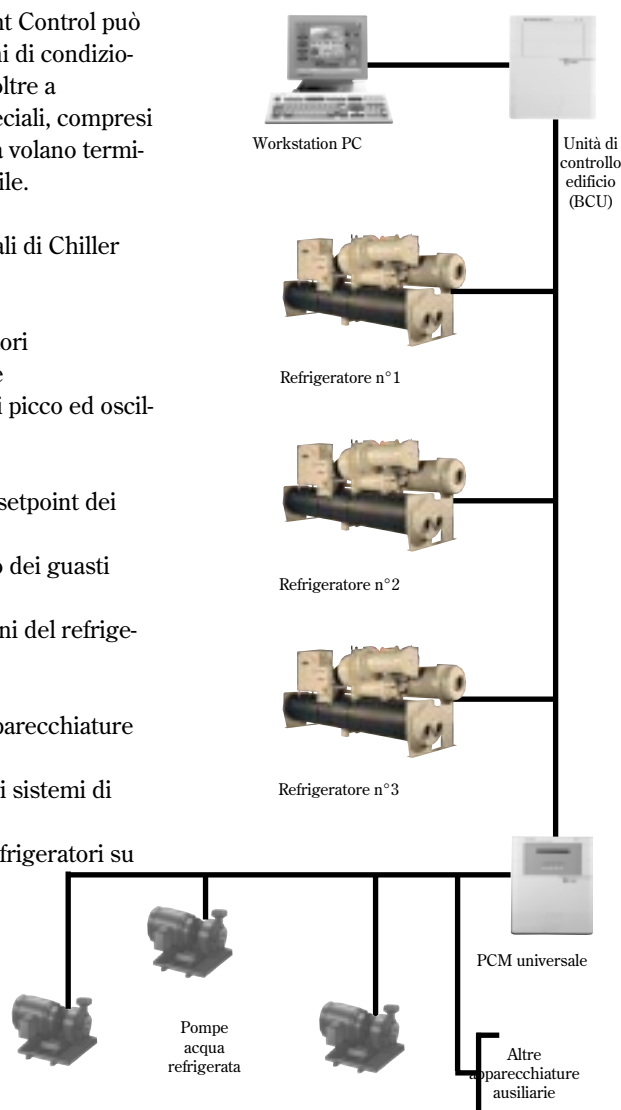 nt Control può
ni di condizio-
oltre a
eciali, compresi
a volano termi-
ile.
ali di Chiller
ori
e
i picco ed oscil-
setpoint dei
o dei guasti
ni del refrige-
parecchiature
i sistemi di
frigeratori su
Workstation PC
Unità di
controllo
edificio
(BCU)
Refrigeratore n°1
Refrigeratore n°2
Refrigeratore n°3
PCM universale
Pompe
acqua
refrigerata
Altre
apparecchiature
ausiliarie